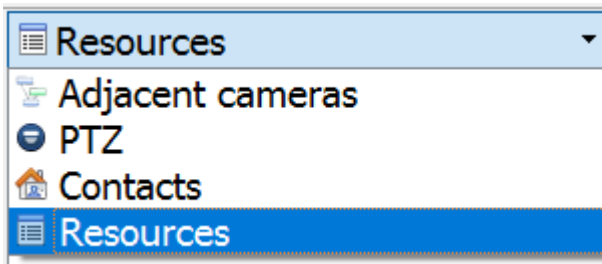 Resources
Adjacent cameras
PTZ
Contacts
Resources